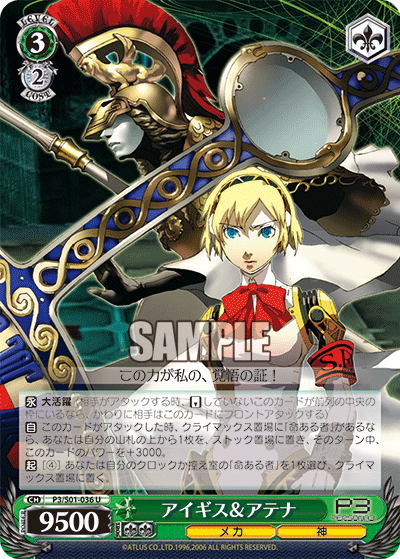 LEVEL
3
2
COST
S.E
SAMPLE
この力が私の、覚悟の証！
永 大活躍（相手がアタックする時、していないこのカードが前列の中央の
枠にいるなら、かわりに相手はこのカードにフロントアタックする）
自 このカードがアタックした時、クライマックス置場に「命ある者」があるな
ら、あなたは自分の山札の上から1枚を、ストック置場に置き、そのターン中、
このカードのパワーを＋3000。
起［④］あなたは自分のクロックか控え室の「命ある者」を1枚選び、クライマッ
クス置場に置く。
CH P3/S01-036 U
アイギス&アテナ
P3
9500
メカ
神
©ATLUS CO.,LTD.1996,2006 ALL RIGHTS RESERVED.